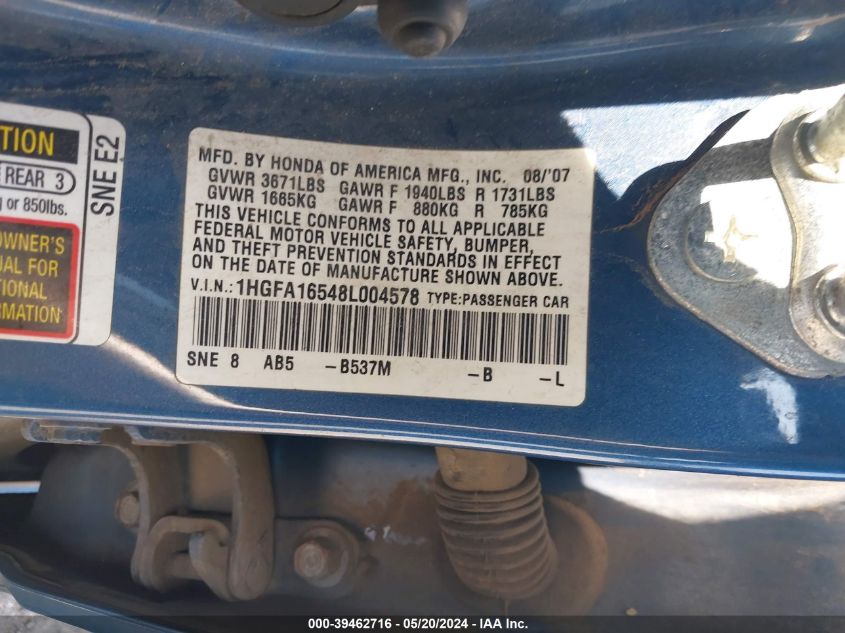 TION
REAR 3
or 850lbs.
OWNER'S
UAL FOR
TIONAL
RMATION
SNE E2
MFD. BY HONDA OF AMERICA MFG., INC. 08/'07
GVWR 3671LBS GAWR F 1940LBS R 1731LBS
GVWR 1665KG GAWR F 880KG R 785KG
THIS VEHICLE CONFORMS TO ALL APPLICABLE
FEDERAL MOTOR VEHICLE SAFETY, BUMPER,
AND THEFT PREVENTION STANDARDS IN EFFECT
ON THE DATE OF MANUFACTURE SHOWN ABOVE.
V.I.N.:1HGFA16548L004578 TYPE:PASSENGER CAR
SNE 8 AB5 -B537M -B -L
000-39462716 - 05/20/2024 - IAA Inc.